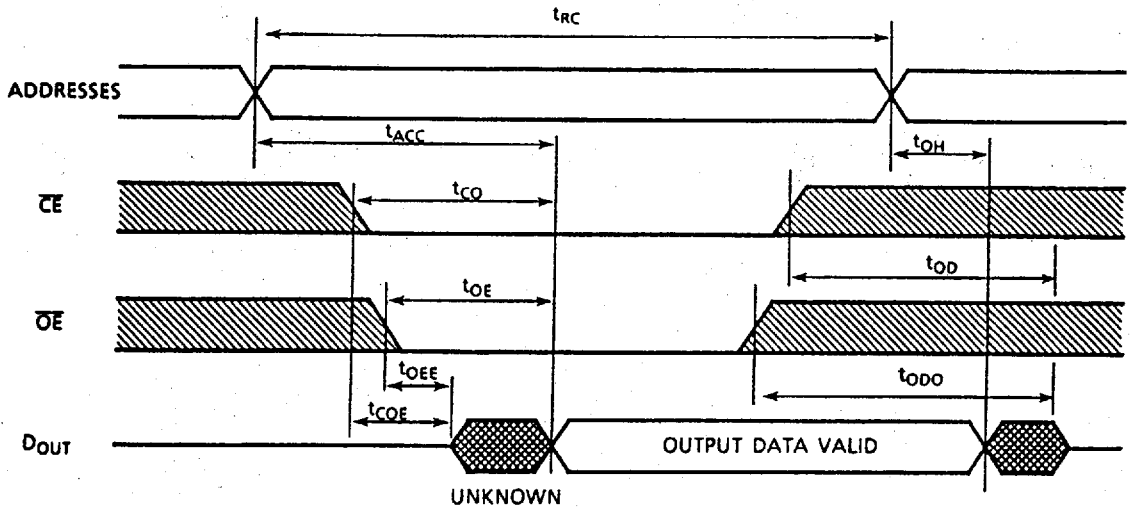 tRC
ADDRESSES
tACC
tOH
CE
tCO
tOD
OE
tOE
tOEE
tODO
tCOE
DOUT
OUTPUT DATA VALID
UNKNOWN